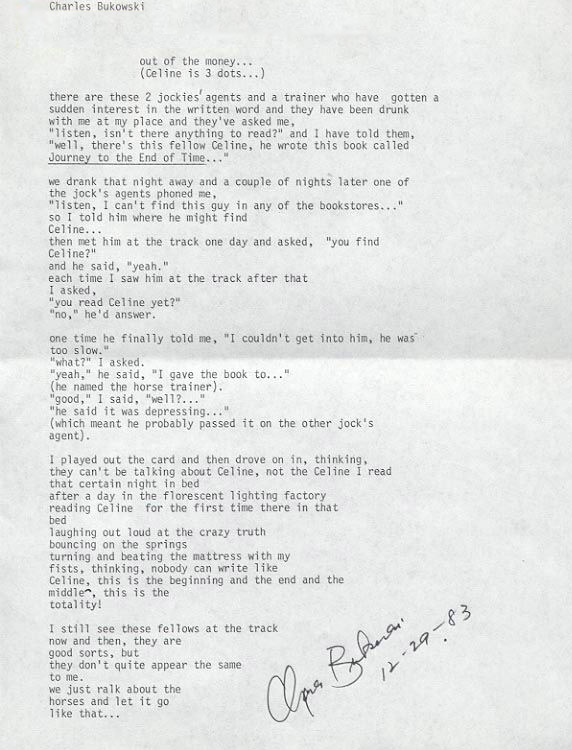 Charles Bukowski
out of the money...
(Celine is 3 dots...)
there are these 2 jockies' agents and a trainer who have gotten a
sudden interest in the written word and they have been drunk
with me at my place and they've asked me,
"listen, isn't there anything to read?" and I have told them,
"well, there's this fellow Celine, he wrote this book called
Journey to the End of Time..."
we drank that night away and a couple of nights later one of
the jock's agents phoned me,
"listen, I can't find this guy in any of the bookstores..."
so I told him where he might find
Celine...
then met him at the track one day and asked, "you find
Celine?"
and he said, "yeah."
each time I saw him at the track after that
I asked,
"you read Celine yet?"
"no," he'd answer.
one time he finally told me, "I couldn't get into him, he was
too slow."
"what?" I asked.
"yeah," he said, "I gave the book to..."
(he named the horse trainer).
"good," I said, "well?..."
"he said it was depressing..."
(which meant he probably passed it on the other jock's
agent).
I played out the card and then drove on in, thinking,
they can't be talking about Celine, not the Celine I read
that certain night in bed
after a day in the florescent lighting factory
reading Celine for the first time there in that
bed
laughing out loud at the crazy truth
bouncing on the springs
turning and beating the mattress with my
fists, thinking, nobody can write like
Celine, this is the beginning and the end and the
middle, this is the
totality!
I still see these fellows at the track
now and then, they are
good sorts, but
they don't quite appear the same
to me.
we just ralk about the
horses and let it go
like that...
Charles Bukowski
12-29-83